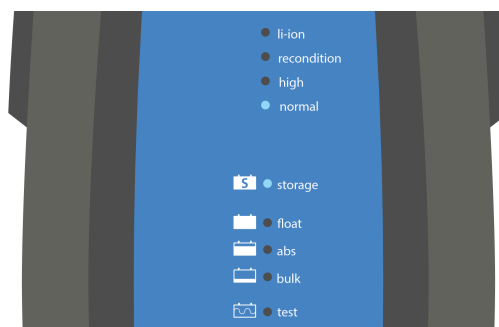 li-ion
recondition
high
normal
S storage
float
abs
bulk
test